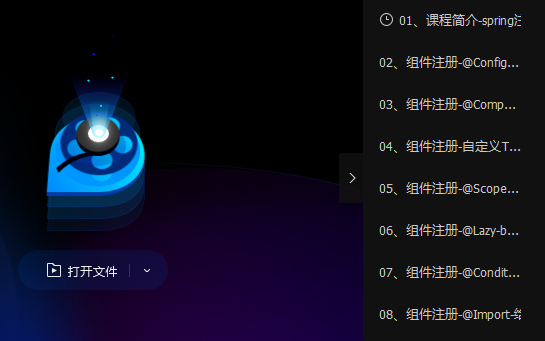 01、课程简介-spring注
02、组件注册-@Config...
03、组件注册-@Comp...
04、组件注册-自定义T...
05、组件注册-@Scope...
06、组件注册-@Lazy-b...
07、组件注册-@Condit...
08、组件注册-@Import-给
打开文件